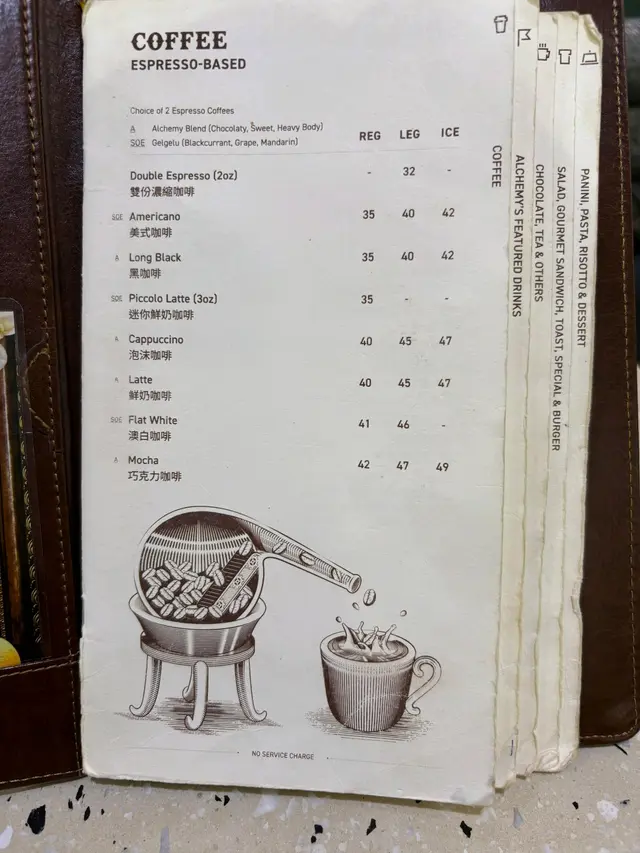 COFFEE
ESPRESSO-BASED
Choice of 2 Espresso Coffees
A Alchemy Blend (Chocolaty, Sweet, Heavy Body)
SOE Gelgelu (Blackcurrant, Grape, Mandarin)
REG LEG ICE
Double Espresso (2oz) - 32 -
雙份濃縮咖啡
SOE Americano 35 40 42
美式咖啡
A Long Black 35 40 42
黑咖啡
SOE Piccolo Latte (3oz) 35 - -
迷你鮮奶咖啡
A Cappuccino 40 45 47
泡沫咖啡
A Latte 40 45 47
鮮奶咖啡
SOE Flat White 41 46 -
澳白咖啡
A Mocha 42 47 49
巧克力咖啡
NO SERVICE CHARGE
COFFEE
ALCHEMY'S FEATURED DRINKS
CHOCOLATE, TEA & OTHERS
SALAD, GOURMET SANDWICH, TOAST, SPECIAL & BURGER
PANINI, PASTA, RISOTTO & DESSERT